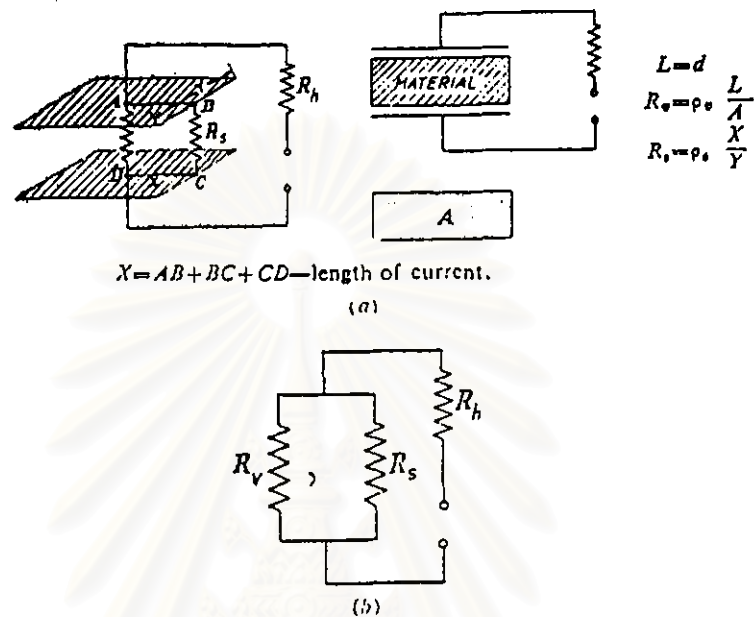 R_h
A
B
R_s
D
C
X = AB + BC + CD—length of current.
MATERIAL
A
L = d
R_v = ρ_v L/A
R_s = ρ_s X/Y
(a)
R_v
,
R_s
R_h
(b)